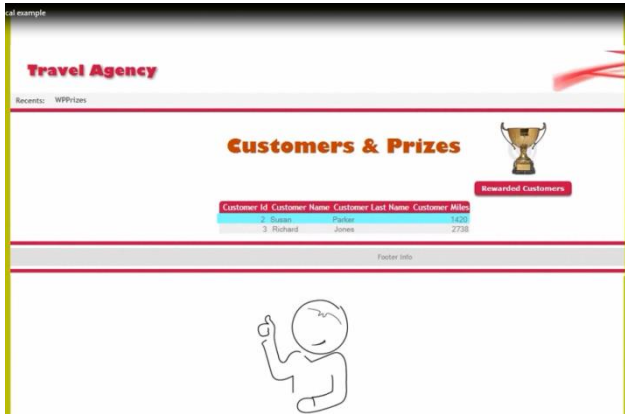 cal example
Travel Agency
Recents: WPPrizes
Customers & Prizes
Rewarded Customers
Customer Id Customer Name Customer Last Name Customer Miles
2 Susan Parker 1420
3 Richard Jones 2738
Footer Info